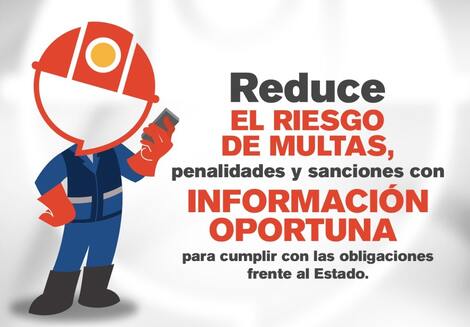 Reduce
EL RIESGO
DE MULTAS,
penalidades y sanciones con
INFORMACIÓN
OPORTUNA
para cumplir con las obligaciones
frente al Estado.